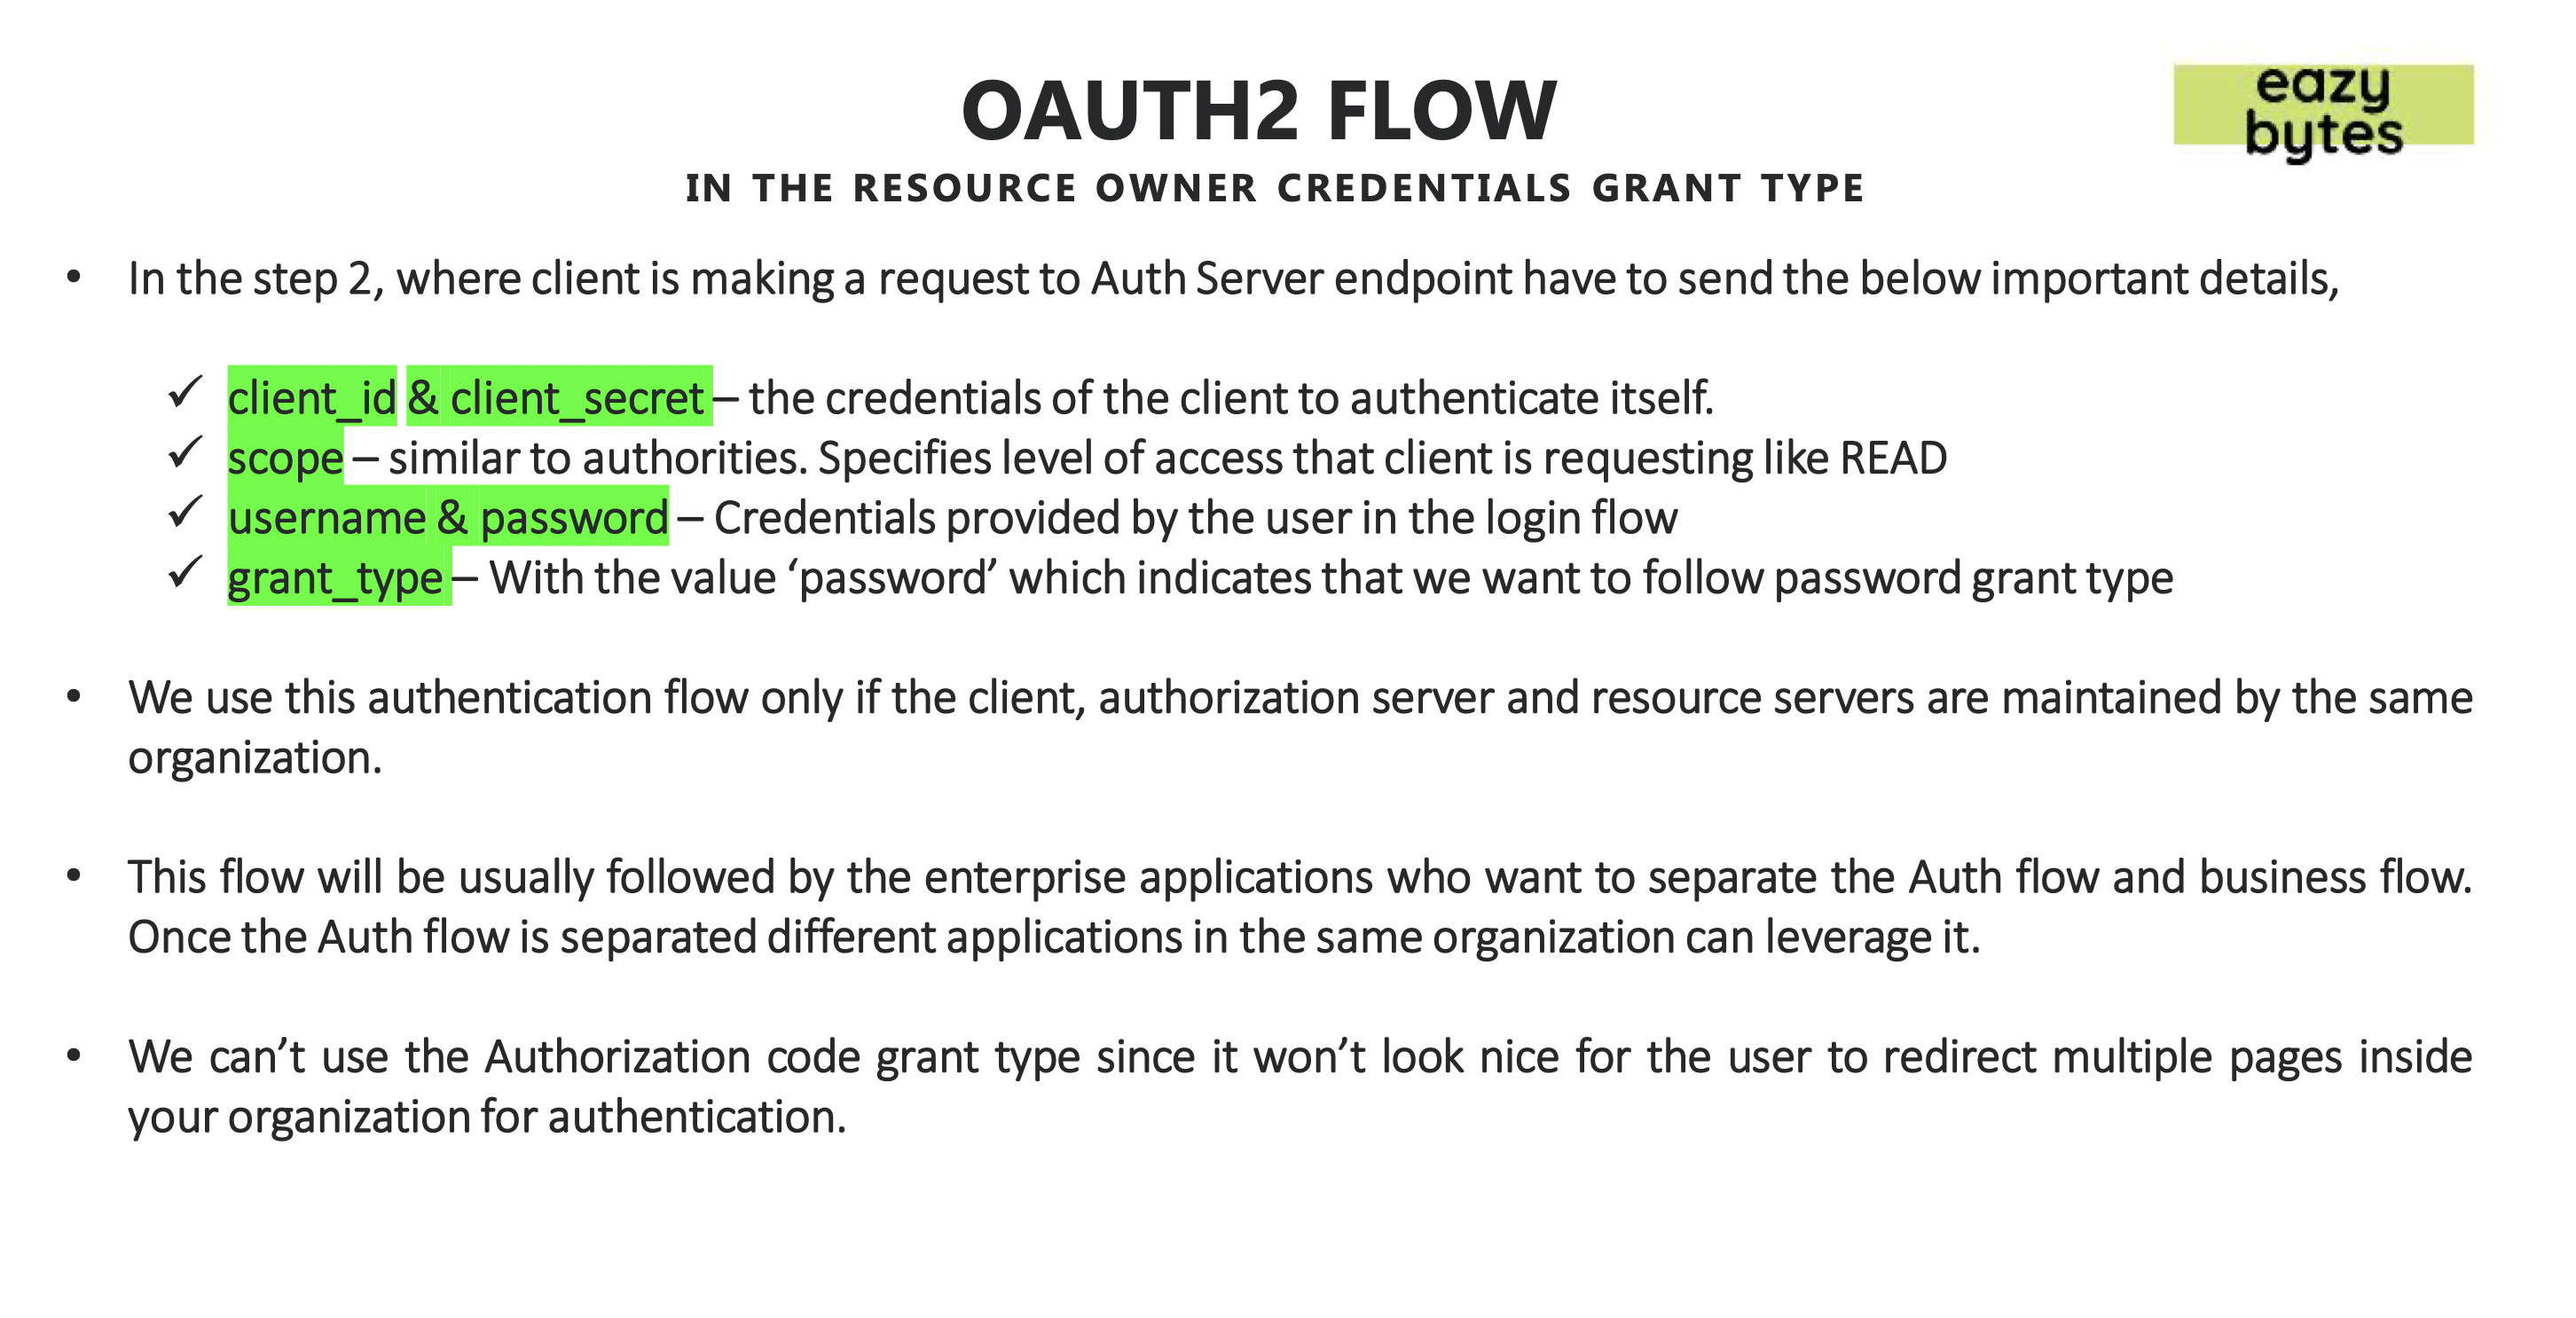 OAUTH2 FLOW
eazy
bytes
IN THE RESOURCE OWNER CREDENTIALS GRANT TYPE
• In the step 2, where client is making a request to Auth Server endpoint have to send the below important details,
✓ client_id & client_secret – the credentials of the client to authenticate itself.
✓ scope – similar to authorities. Specifies level of access that client is requesting like READ
✓ username & password – Credentials provided by the user in the login flow
✓ grant_type – With the value ‘password’ which indicates that we want to follow password grant type
• We use this authentication flow only if the client, authorization server and resource servers are maintained by the same
organization.
• This flow will be usually followed by the enterprise applications who want to separate the Auth flow and business flow.
Once the Auth flow is separated different applications in the same organization can leverage it.
• We can’t use the Authorization code grant type since it won’t look nice for the user to redirect multiple pages inside
your organization for authentication.